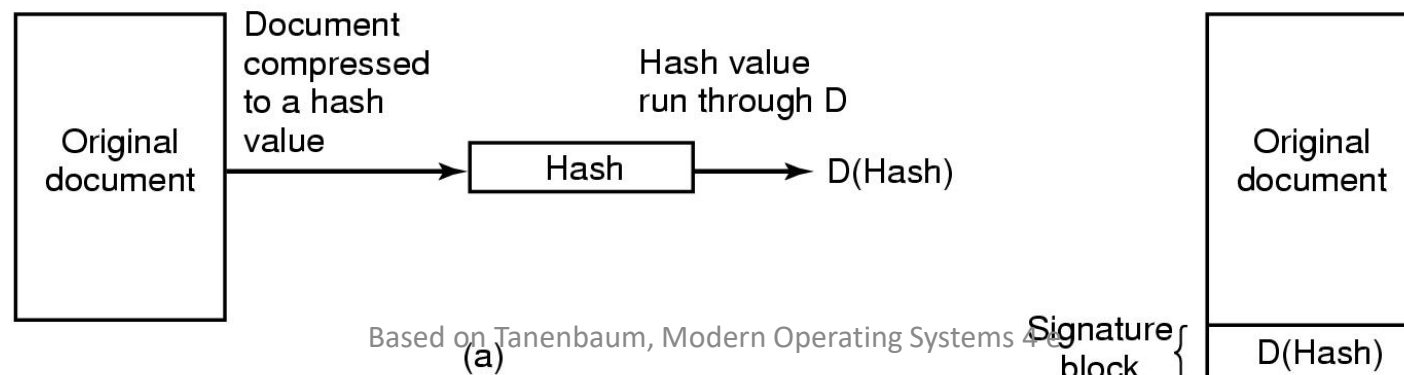 Original
document
Document
compressed
to a hash
value
Hash
Hash value
run through D
D(Hash)
Original
document
Signature
block
D(Hash)
Based on Tanenbaum, Modern Operating Systems 4 e
(a)